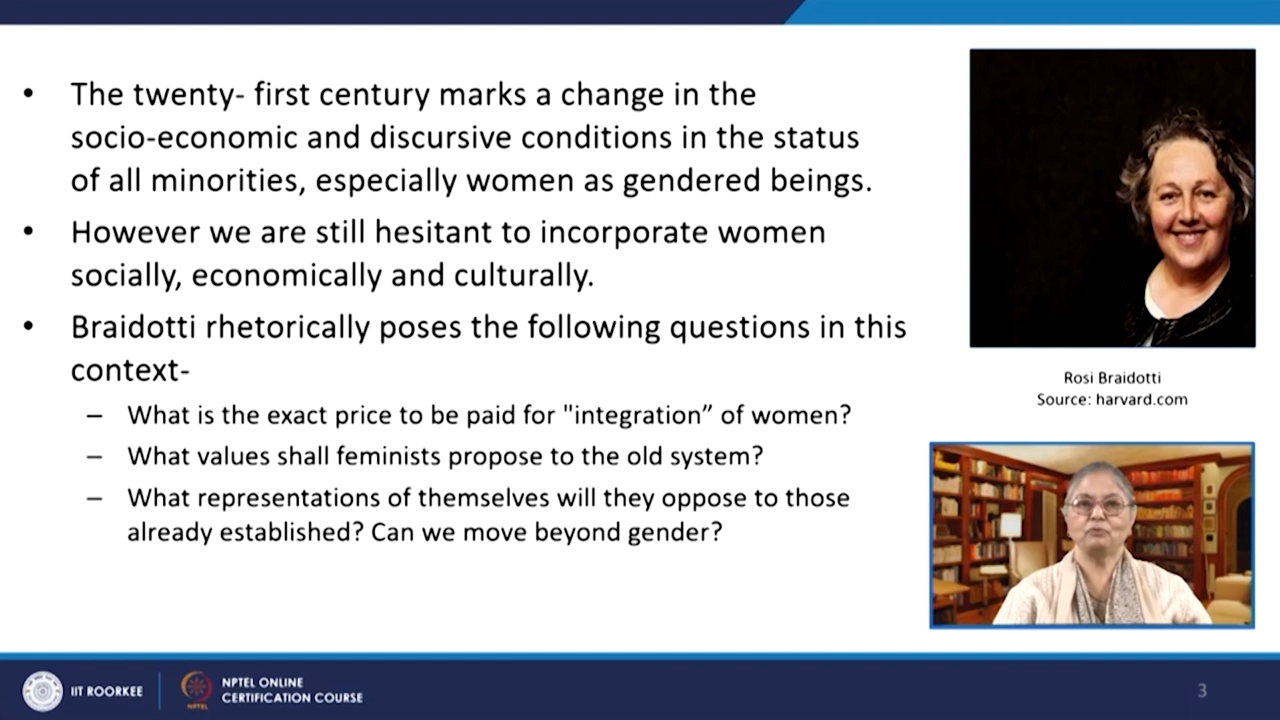 • The twenty- first century marks a change in the
socio-economic and discursive conditions in the status
of all minorities, especially women as gendered beings.
• However we are still hesitant to incorporate women
socially, economically and culturally.
• Braidotti rhetorically poses the following questions in this
context-
– What is the exact price to be paid for "integration” of women?
– What values shall feminists propose to the old system?
– What representations of themselves will they oppose to those
already established? Can we move beyond gender?
Rosi Braidotti
Source: harvard.com
IIT ROORKEE
NPTEL
NPTEL ONLINE
CERTIFICATION COURSE
3